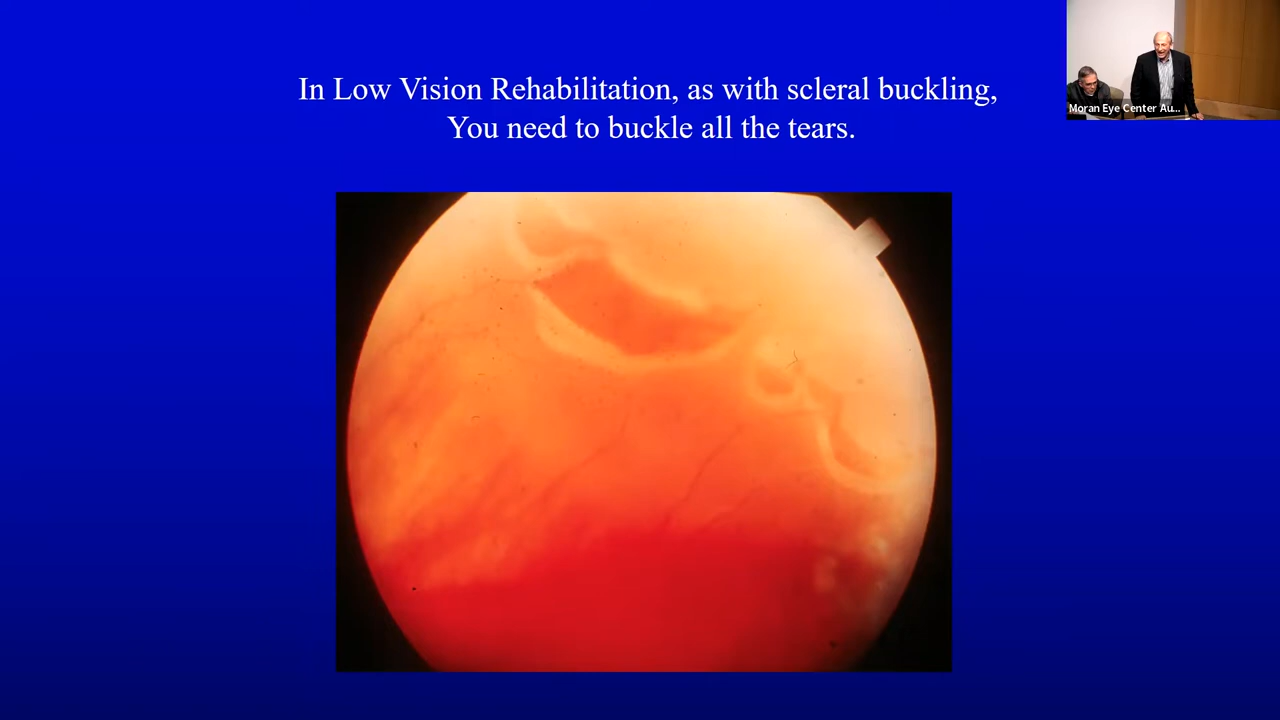 In Low Vision Rehabilitation, as with scleral buckling,
You need to buckle all the tears.
Moran Eye Center Au...